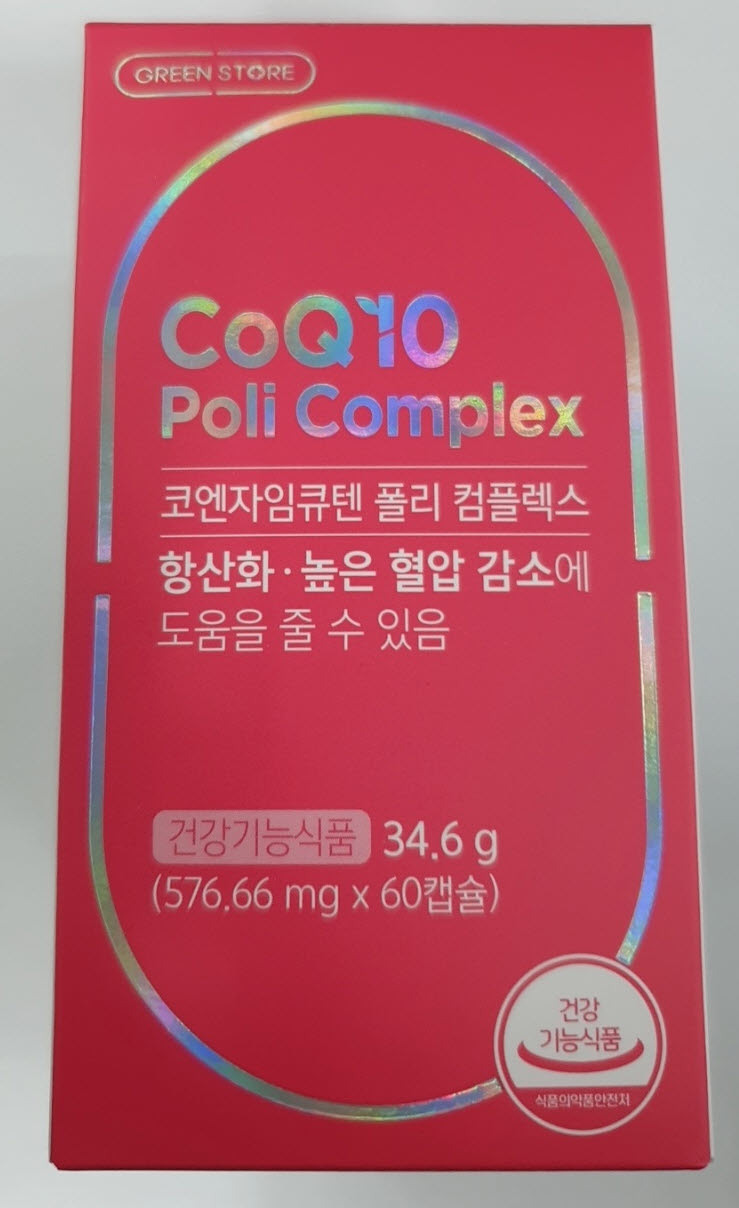 GREEN STORE
CoQ10
Poli Complex
코엔자임큐텐 폴리 컴플렉스
항산화·높은 혈압 감소에
도움을 줄 수 있음
건강기능식품 34.6 g
(576.66 mg x 60캡슐)
건강
기능식품
식품의약품안전처